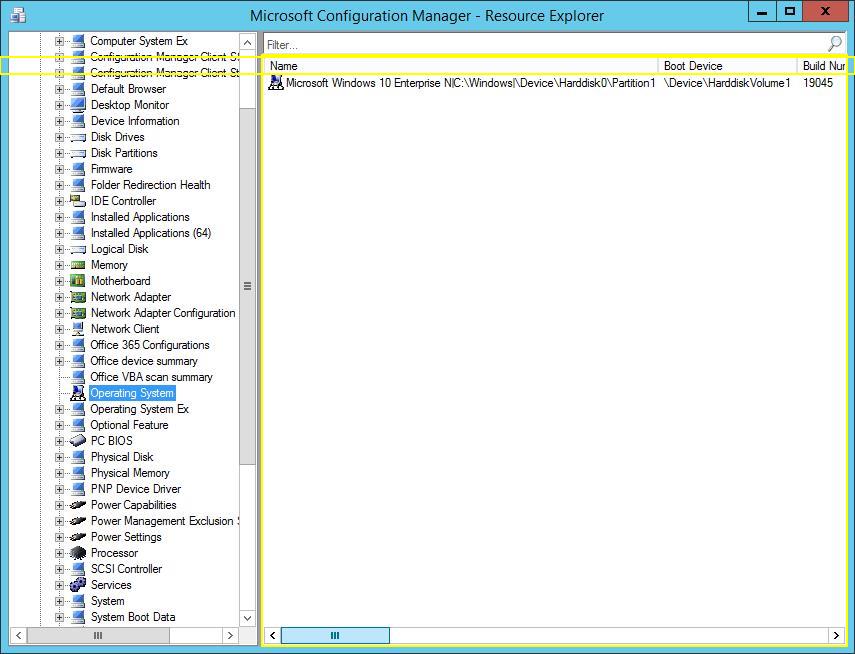 Microsoft Configuration Manager - Resource Explorer
Filter...
Name Boot Device Build Nur
Microsoft Windows 10 Enterprise N|C:\Windows|\Device\Harddisk0\Partition1 \Device\HarddiskVolume1 19045
Computer System Ex
Configuration Manager Client S
Configuration Manager Client St
Default Browser
Desktop Monitor
Device Information
Disk Drives
Disk Partitions
Firmware
Folder Redirection Health
IDE Controller
Installed Applications
Installed Applications (64)
Logical Disk
Memory
Motherboard
Network Adapter
Network Adapter Configuration
Network Client
Office 365 Configurations
Office device summary
Office VBA scan summary
Operating System
Operating System Ex
Optional Feature
PC BIOS
Physical Disk
Physical Memory
PNP Device Driver
Power Capabilities
Power Management Exclusion S
Power Settings
Processor
SCSI Controller
Services
System
System Boot Data